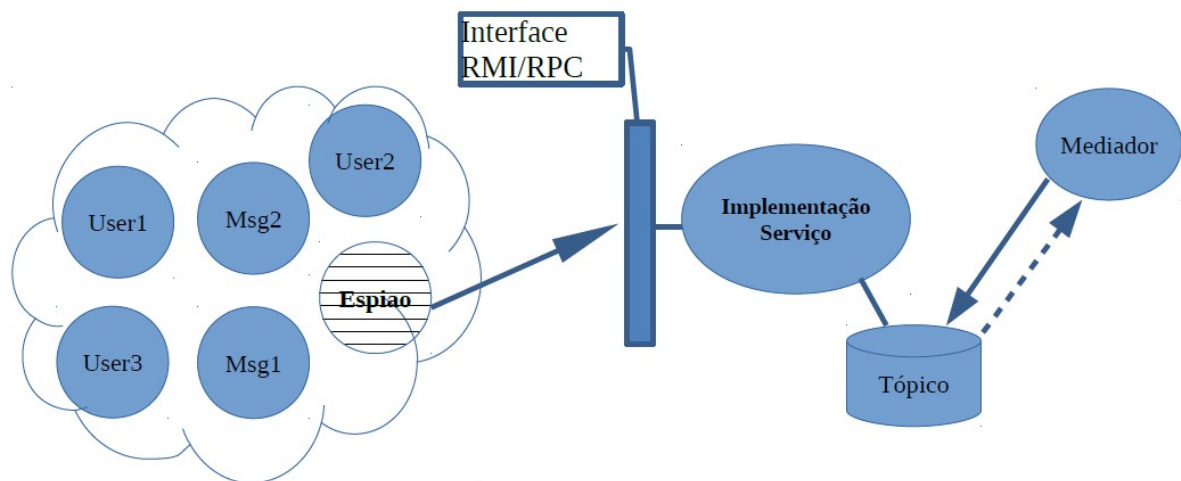 Interface
RMI/RPC
User2
Mediador
User1
Msg2
Implementação
Serviço
Espiao
User3
Msg1
Tópico